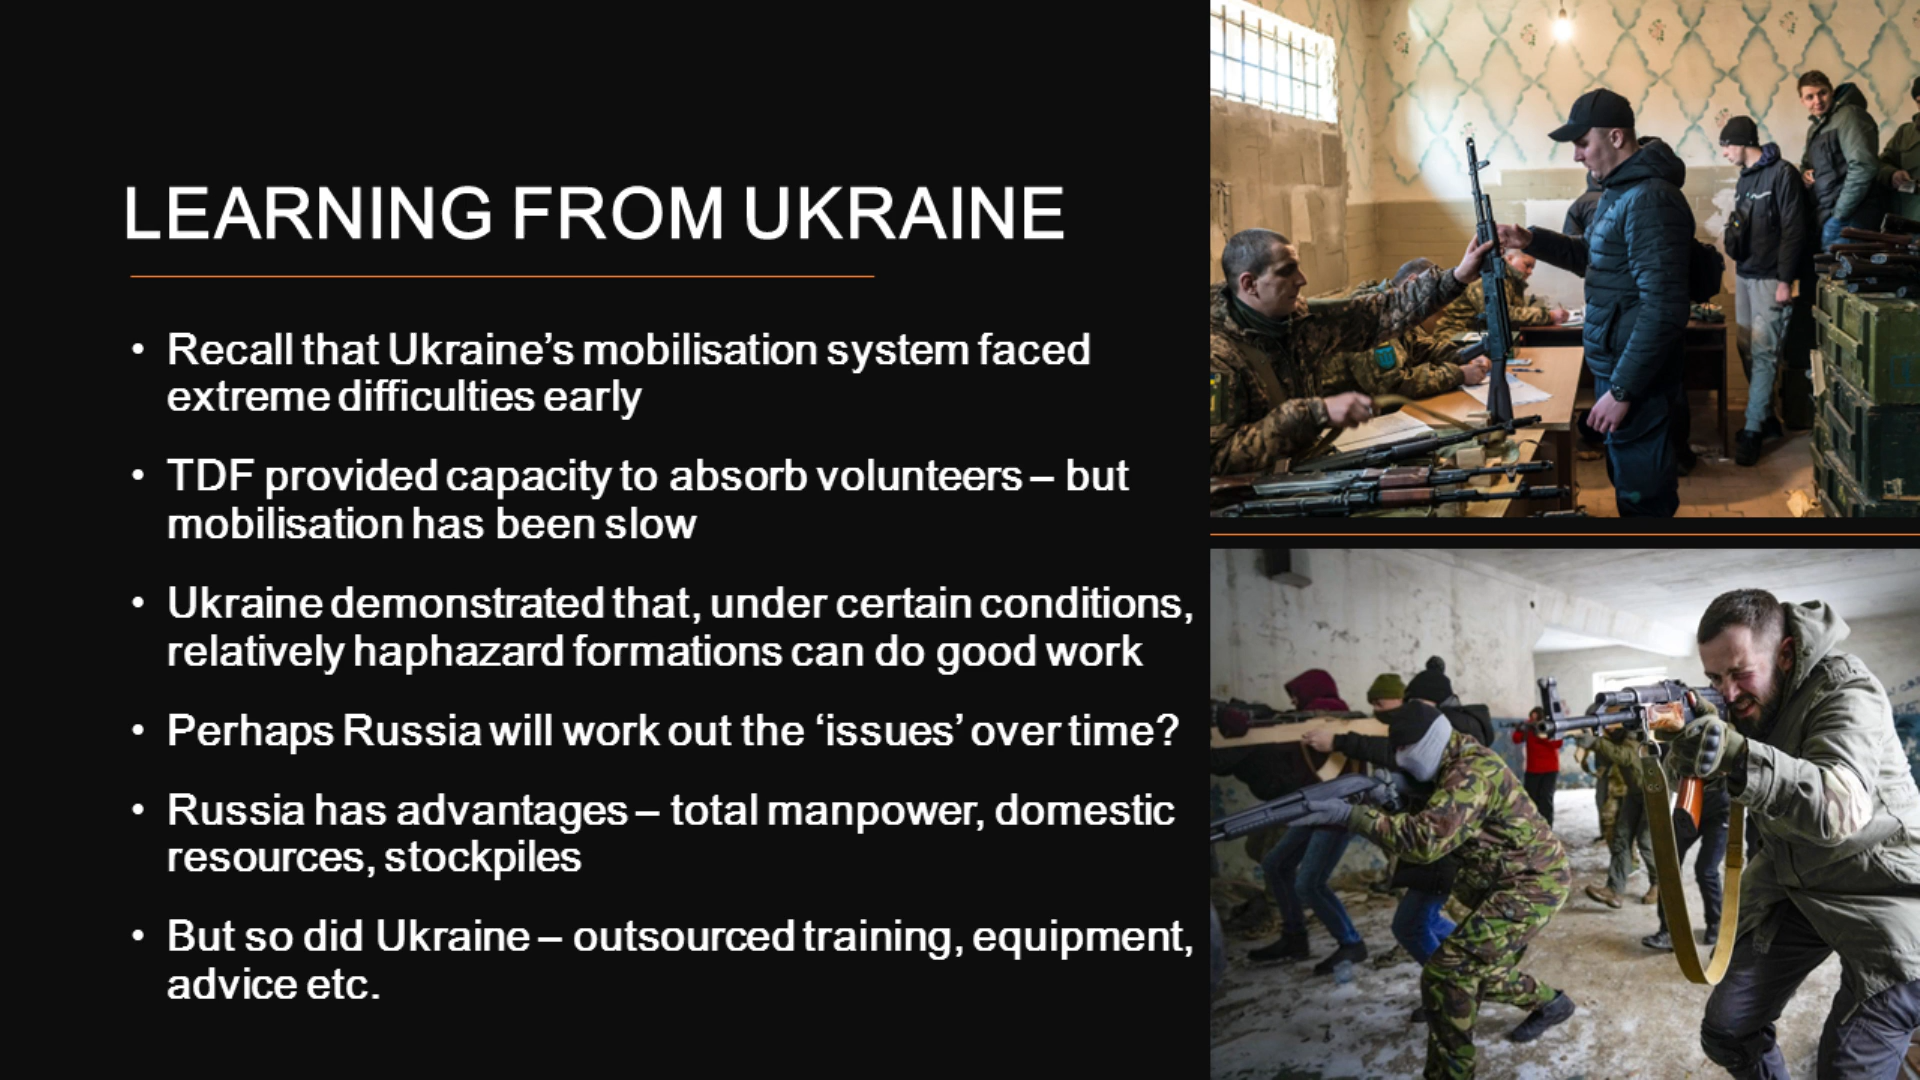 LEARNING FROM UKRAINE
• Recall that Ukraine’s mobilisation system faced
extreme difficulties early
• TDF provided capacity to absorb volunteers – but
mobilisation has been slow
• Ukraine demonstrated that, under certain conditions,
relatively haphazard formations can do good work
• Perhaps Russia will work out the ‘issues’ over time?
• Russia has advantages – total manpower, domestic
resources, stockpiles
• But so did Ukraine – outsourced training, equipment,
advice etc.